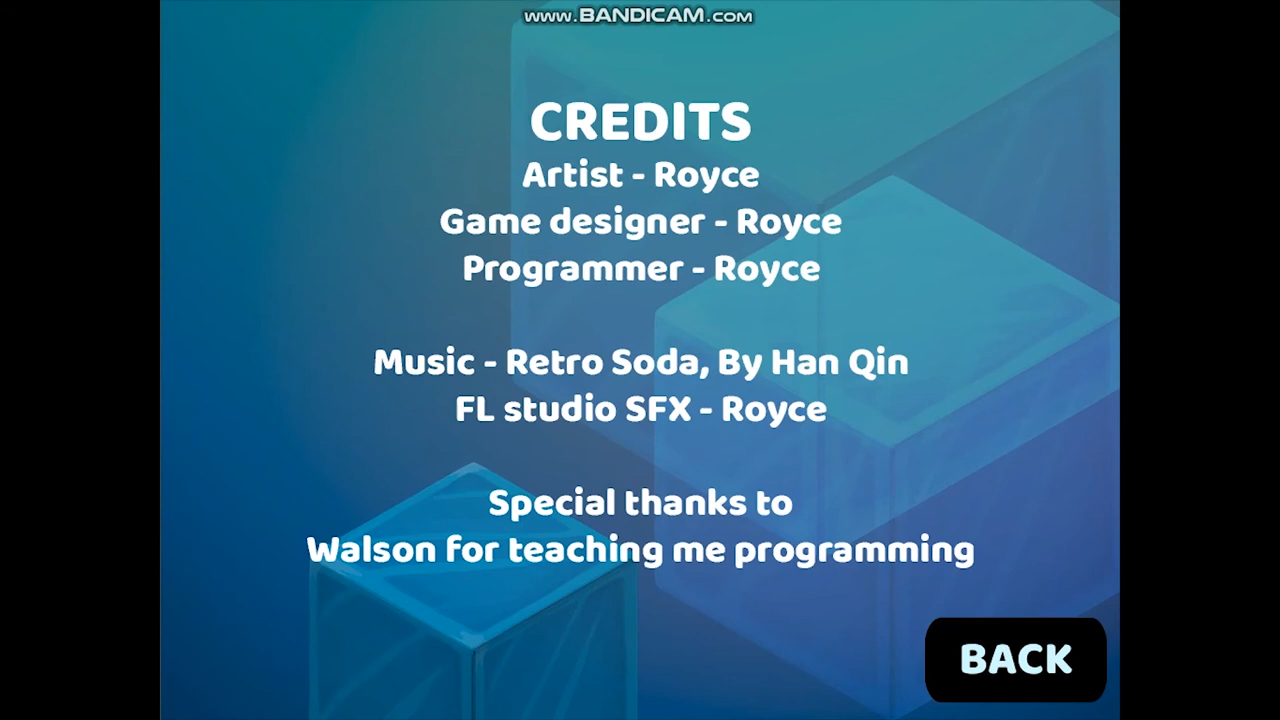 www.BANDICAM.com
CREDITS
Artist - Royce
Game designer - Royce
Programmer - Royce
Music - Retro Soda, By Han Qin
FL studio SFX - Royce
Special thanks to
Walson for teaching me programming
BACK